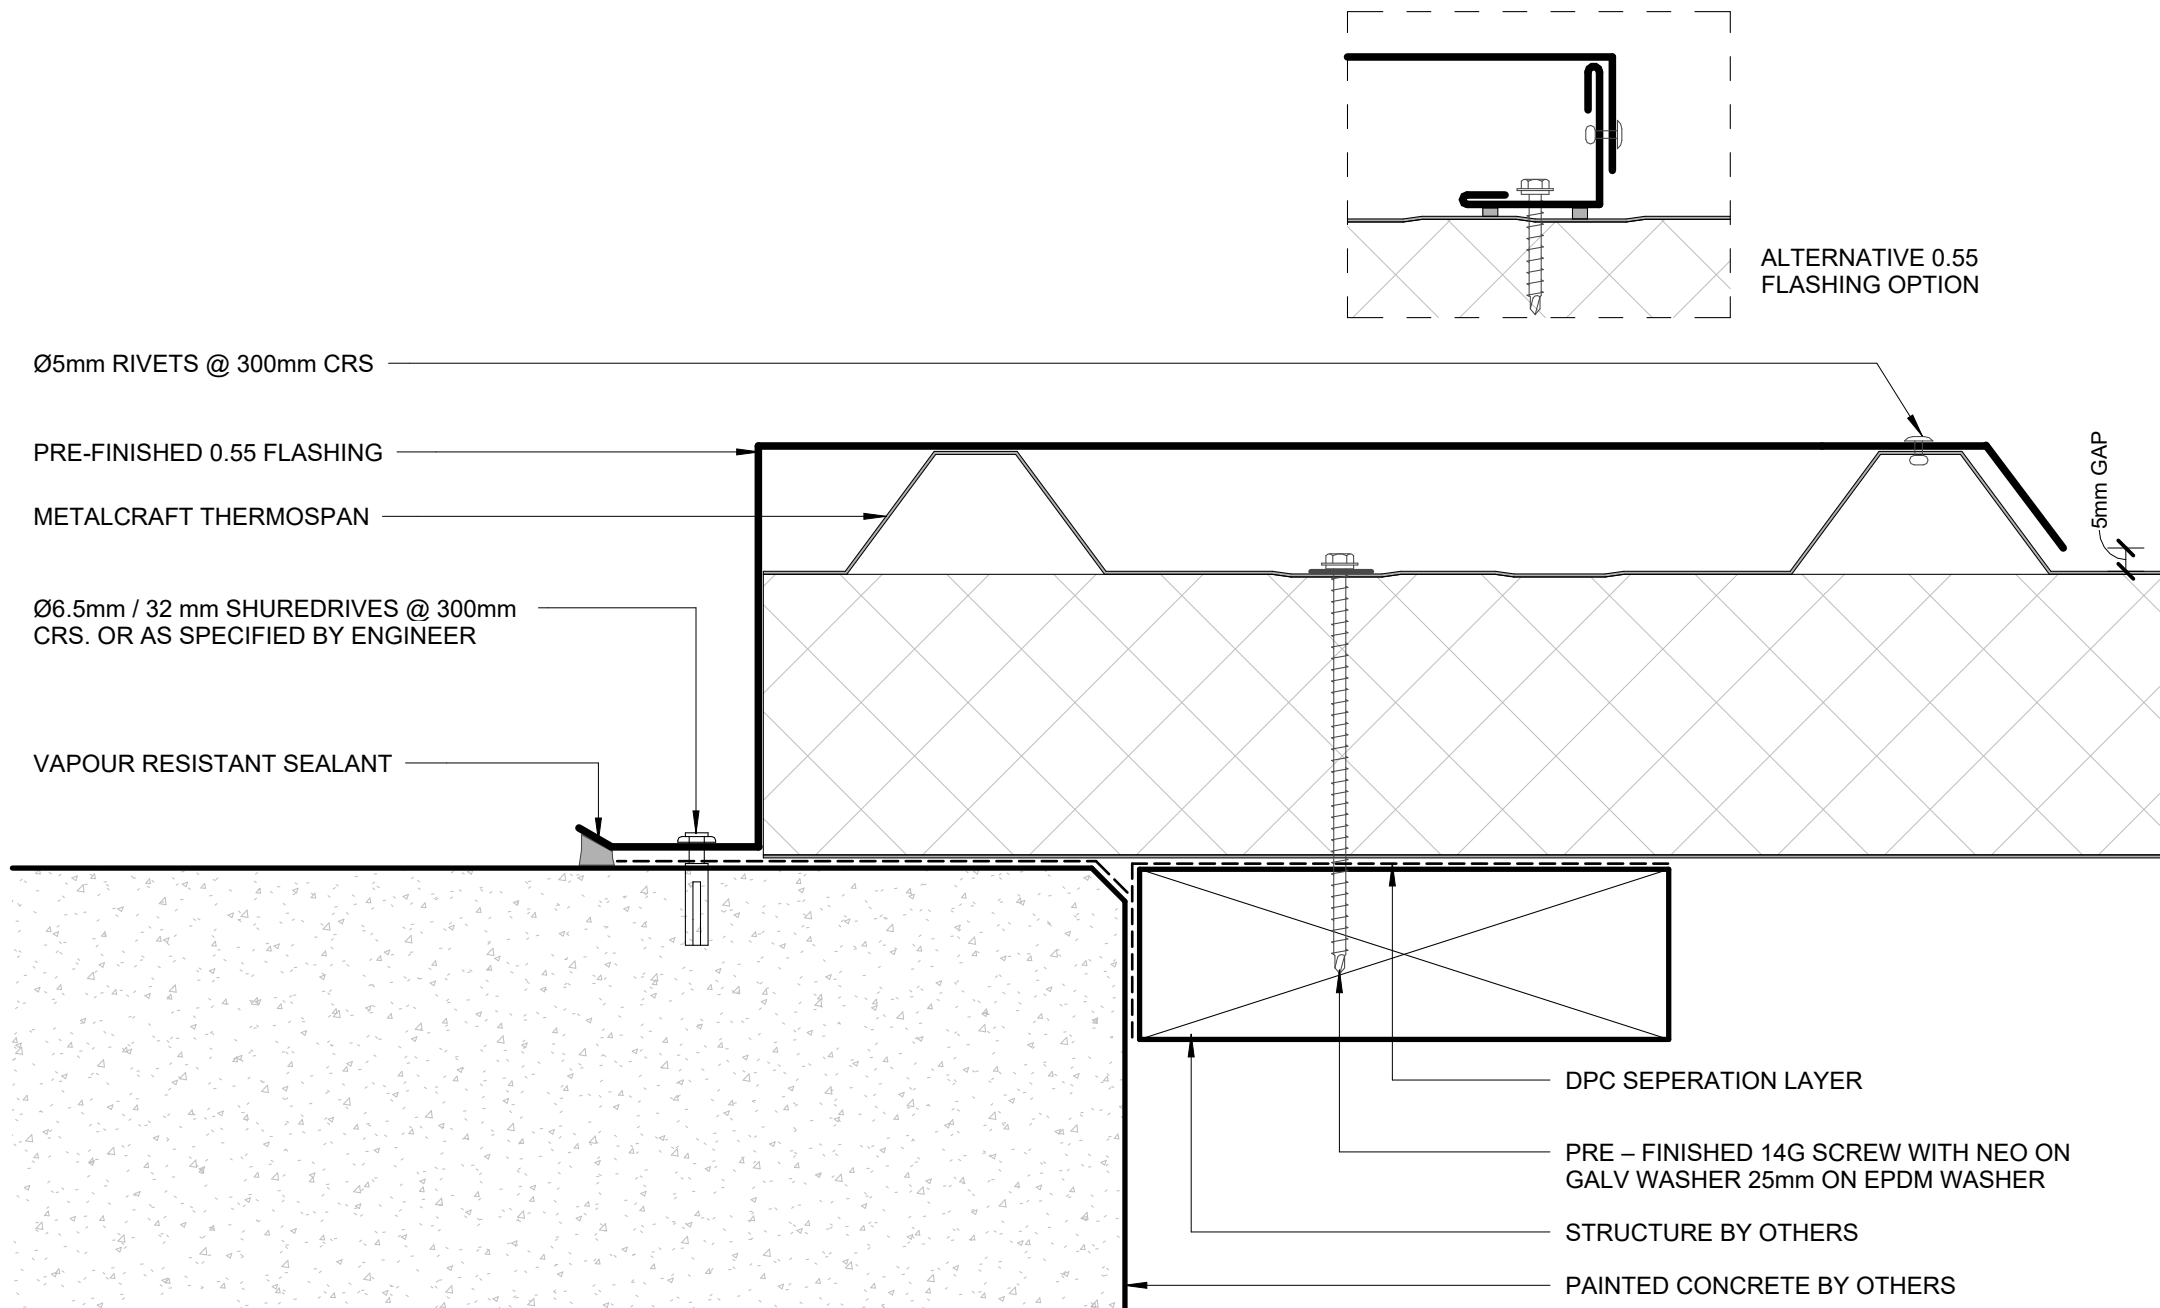 ALTERNATIVE 0.55
FLASHING OPTION
Ø5mm RIVETS @ 300mm CRS
PRE-FINISHED 0.55 FLASHING
5mm GAP
METALCRAFT THERMOSPAN
Ø6.5mm / 32 mm SHUREDRIVES @ 300mm
CRS. OR AS SPECIFIED BY ENGINEER
VAPOUR RESISTANT SEALANT
DPC SEPERATION LAYER
PRE – FINISHED 14G SCREW WITH NEO ON
GALV WASHER 25mm ON EPDM WASHER
STRUCTURE BY OTHERS
PAINTED CONCRETE BY OTHERS